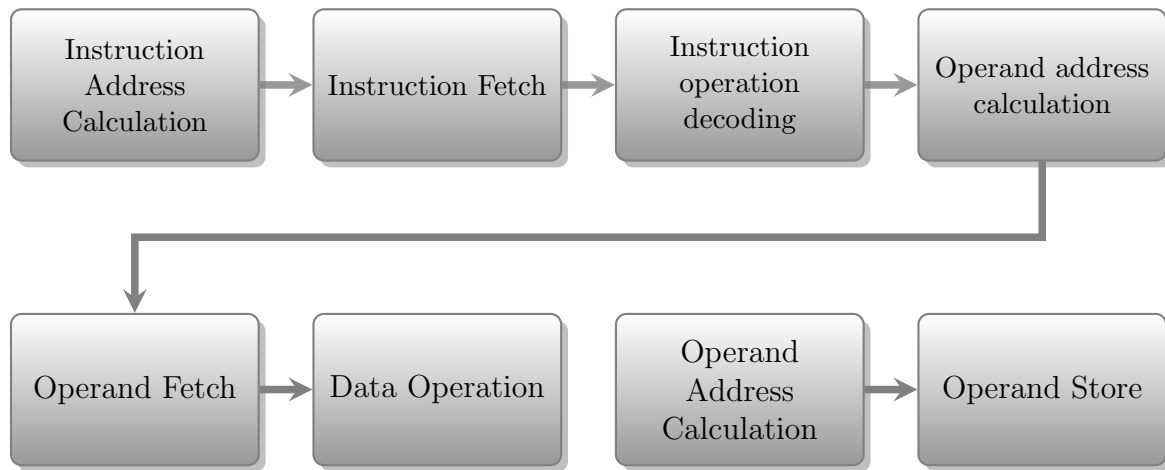 Instruction
Address
Calculation
Instruction Fetch
Instruction
operation
decoding
Operand address
calculation
Operand Fetch
Data Operation
Operand
Address
Calculation
Operand Store